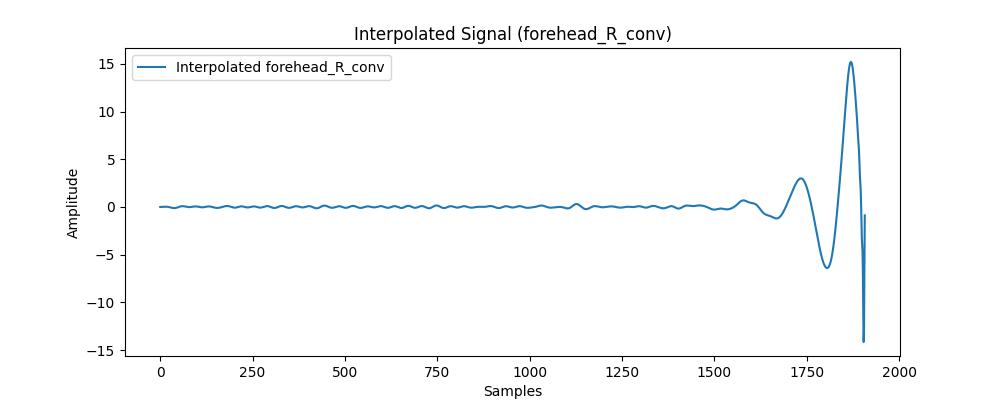 Interpolated Signal (forehead_R_conv)
Interpolated forehead_R_conv
Amplitude
15
10
5
0
−5
−10
−15
0 250 500 750 1000 1250 1500 1750 2000
Samples